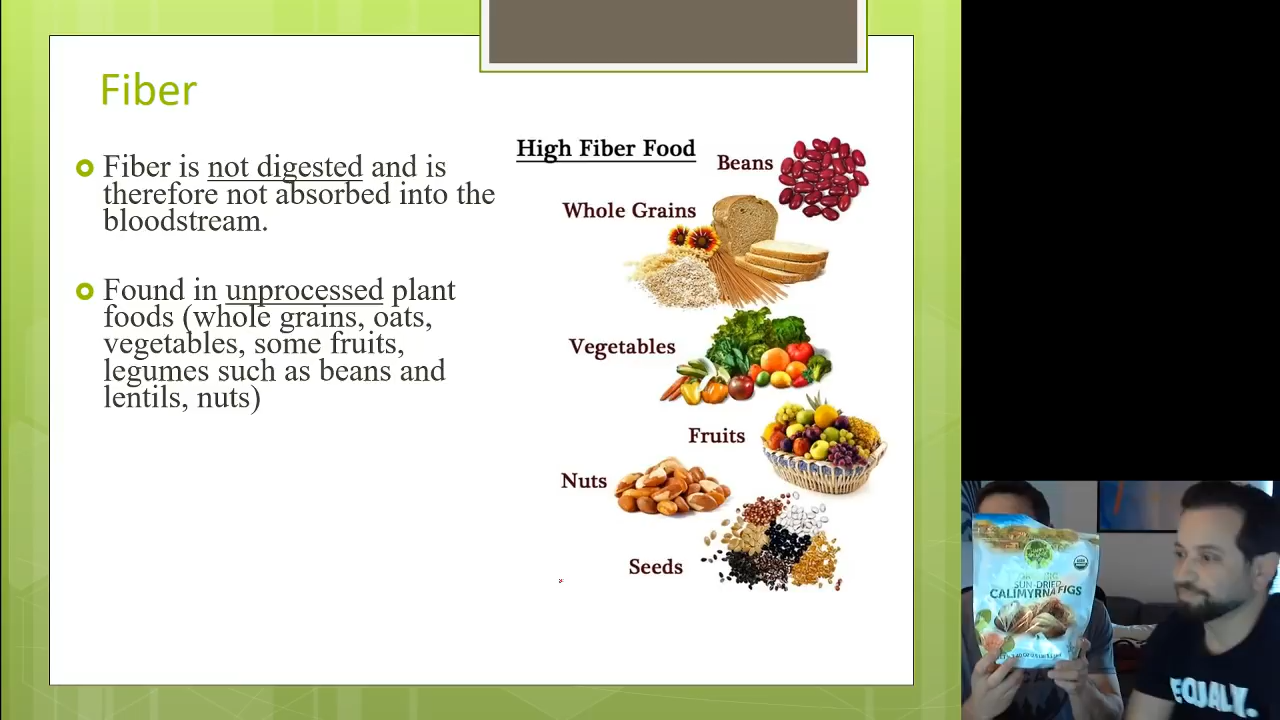 Fiber
Fiber is not digested and is
therefore not absorbed into the
bloodstream.
Found in unprocessed plant
foods (whole grains, oats,
vegetables, some fruits,
legumes such as beans and
lentils, nuts)
High Fiber Food
Beans
Whole Grains
Vegetables
Fruits
Nuts
Seeds
SUN-DRIED
CALIMYRNA FIGS
EQUALY.